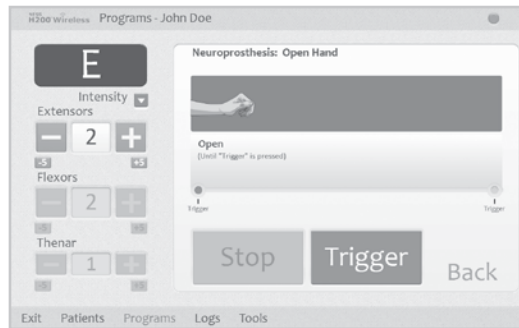 H200 Wireless Programs - John Doe
E
Intensity
Extensors
2
-5 +5
Flexors
2
-5 +5
Thenar
1
-5 +5
Neuroprosthesis: Open Hand
Open
(Until "Trigger" is pressed)
Trigger Trigger
Stop Trigger Back
Exit Patients Programs Logs Tools